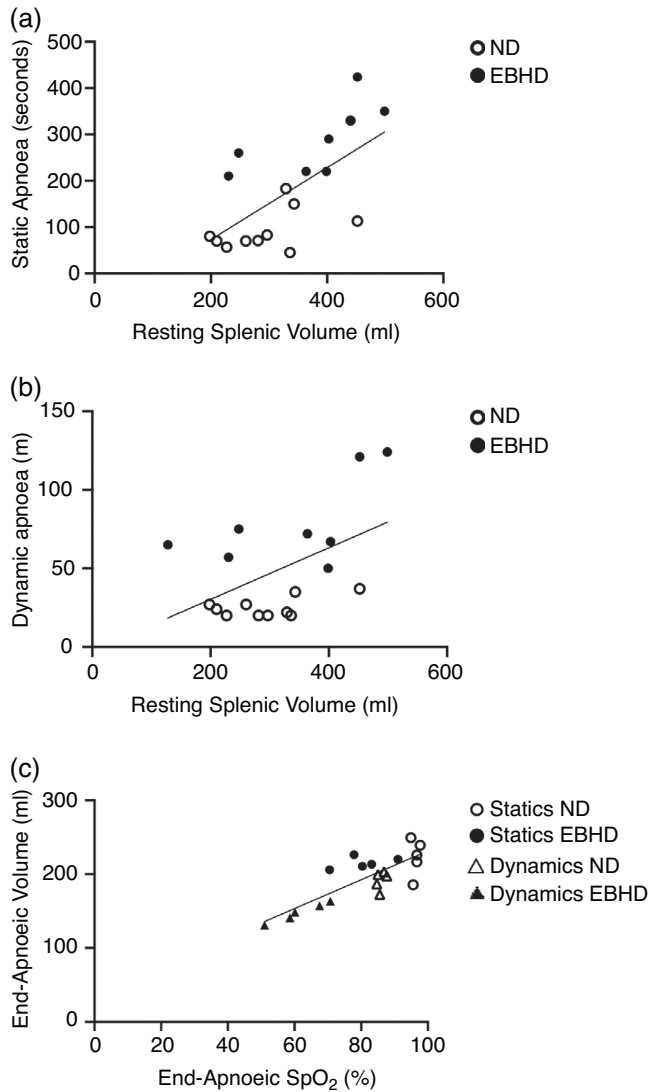 (a)
500
400
300
200
100
0
Static Apnoea (seconds)
0 200 400 600
Resting Splenic Volume (ml)
ND
EBHD
(b)
150
100
50
0
Dynamic apnoea (m)
0 200 400 600
Resting Splenic Volume (ml)
ND
EBHD
(c)
300
200
100
0
End-Apnoeic Volume (ml)
0 20 40 60 80 100
End-Apnoeic SpO₂ (%)
Statics ND
Statics EBHD
Dynamics ND
Dynamics EBHD